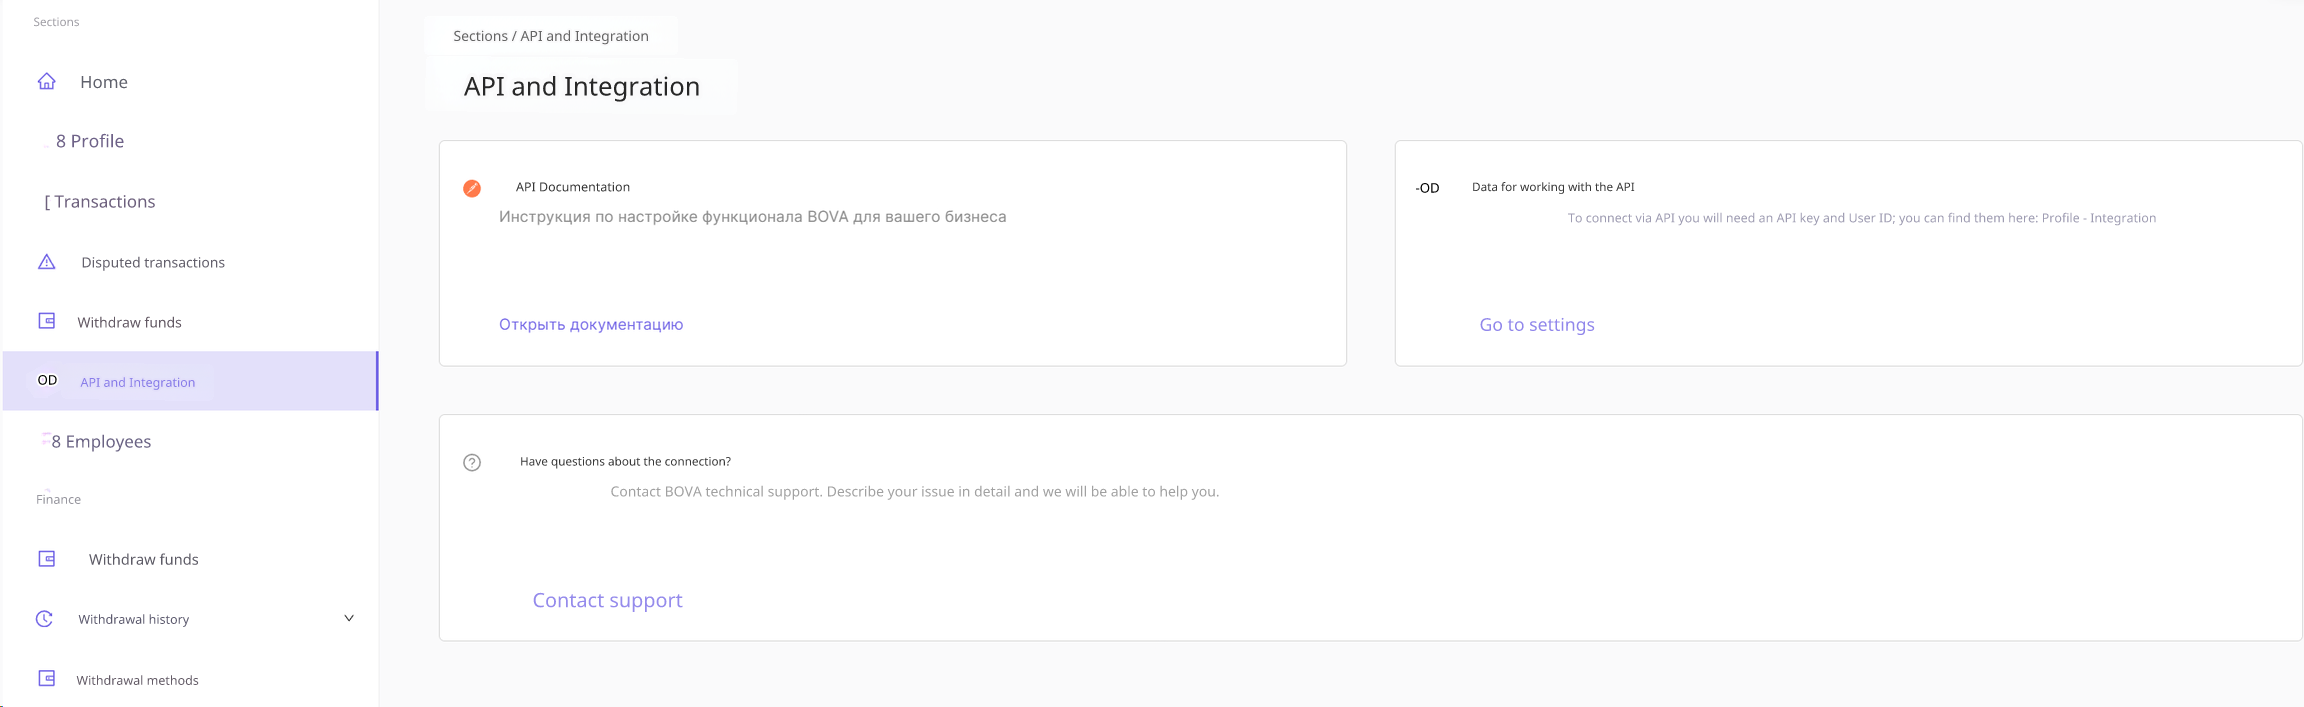 Sections
Home
8 Profile
[ Transactions
Disputed transactions
Withdraw funds
OD API and Integration
8 Employees
Finance
Withdraw funds
Withdrawal history
Withdrawal methods
Sections / API and Integration
API and Integration
API Documentation
Инструкция по настройке функционала BOVA для вашего бизнеса
Открыть документацию
-OD Data for working with the API
To connect via API you will need an API key and User ID; you can find them here: Profile - Integration
Go to settings
Have questions about the connection?
Contact BOVA technical support. Describe your issue in detail and we will be able to help you.
Contact support